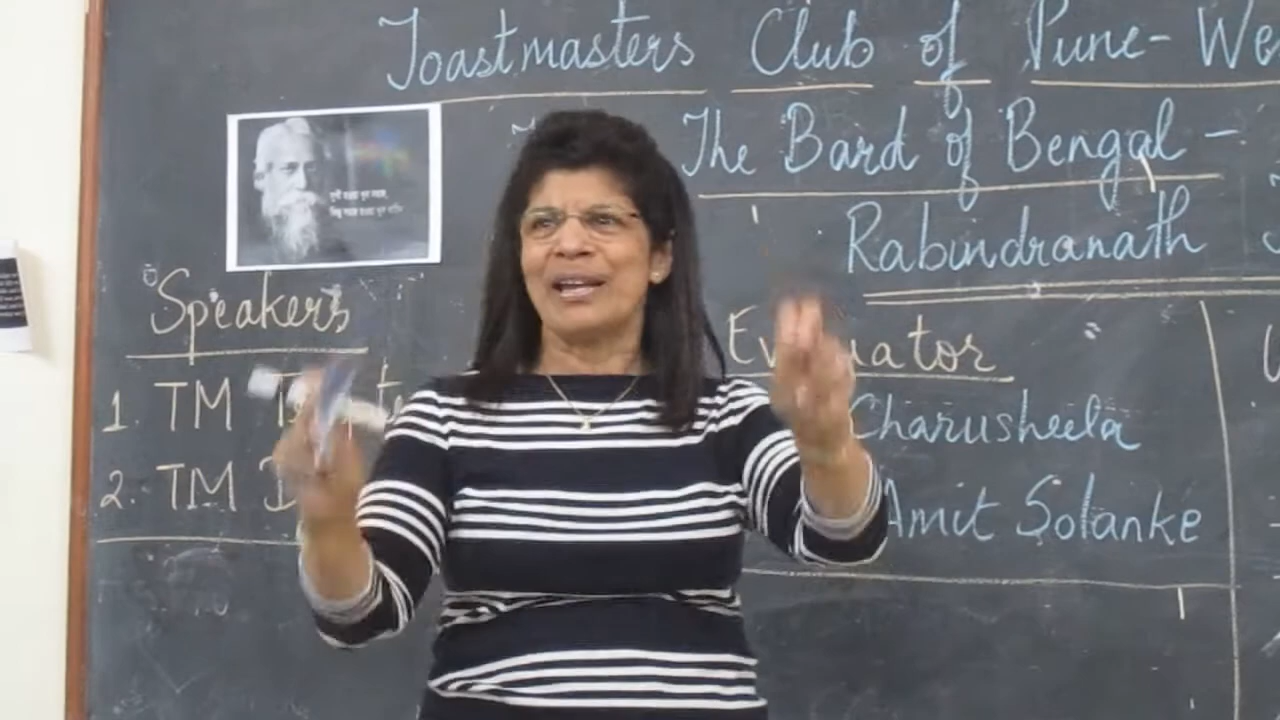 Toastmasters Club of Pune- We
The Bard of Bengal -
Rabindranath
Speakers
Evaluator
1. TM
Charusheela
2. TM
Amit Solanke